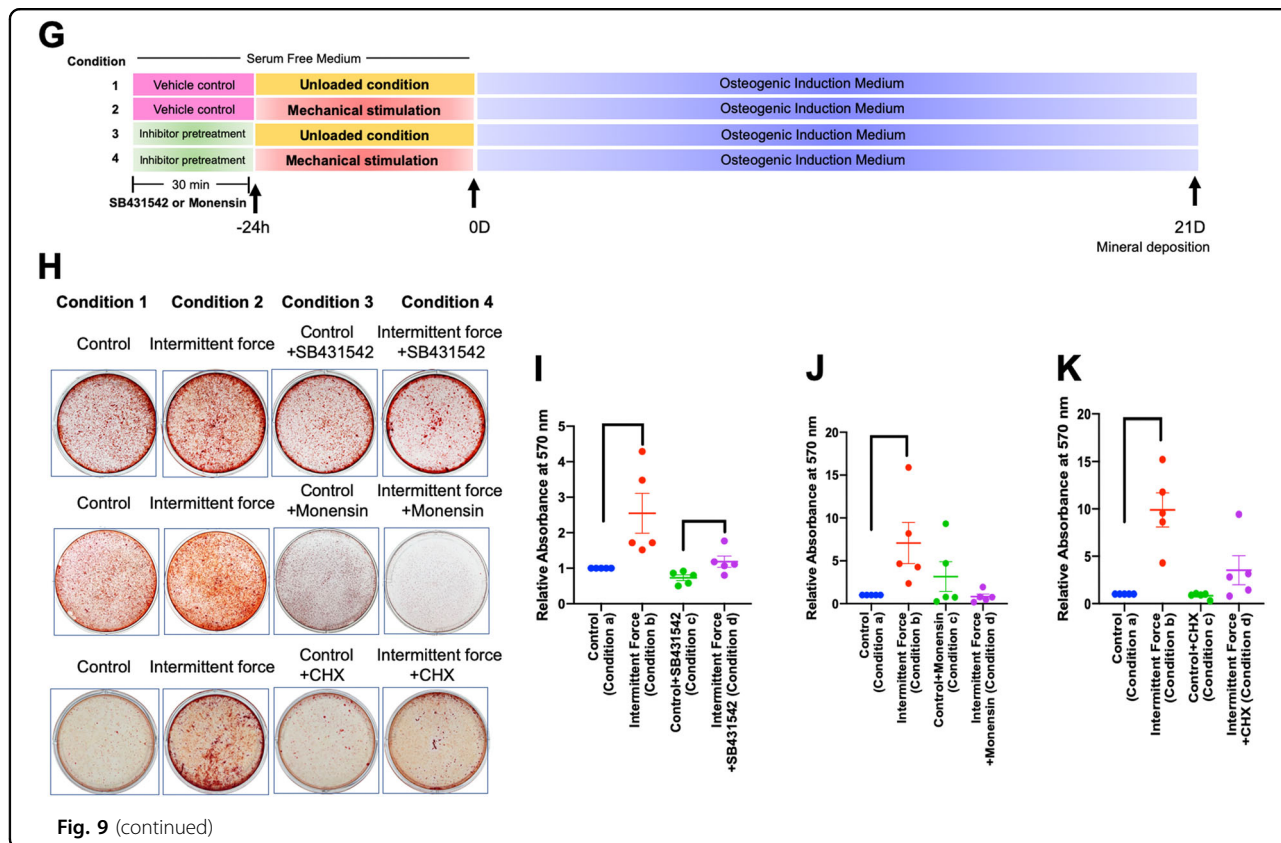 G
Condition
Serum Free Medium
1 Vehicle control Unloaded condition Osteogenic Induction Medium
2 Vehicle control Mechanical stimulation Osteogenic Induction Medium
3 Inhibitor pretreatment Unloaded condition Osteogenic Induction Medium
4 Inhibitor pretreatment Mechanical stimulation Osteogenic Induction Medium
30 min
SB431542 or Monensin
-24h 0D 21D
Mineral deposition
H
Condition 1 Condition 2 Condition 3 Condition 4
Control Intermittent force Control
+SB431542 Intermittent force
+SB431542
Control Intermittent force Control
+Monensin Intermittent force
+Monensin
Control Intermittent force Control
+CHX Intermittent force
+CHX
I
Relative Absorbance at 570 nm
5
4
3
2
1
0
Control
(Condition a)
Intermittent Force
(Condition b)
Control+SB431542
(Condition c)
Intermittent Force
+SB431542 (Condition d)
J
Relative Absorbance at 570 nm
20
15
10
5
0
Control
(Condition a)
Intermittent Force
(Condition b)
Control+Monensin
(Condition c)
Intermittent Force
+Monensin (Condition d)
K
Relative Absorbance at 570 nm
20
15
10
5
0
Control
(Condition a)
Intermittent Force
(Condition b)
Control+CHX
(Condition c)
Intermittent Force
+CHX (Condition d)
Fig. 9 (continued)